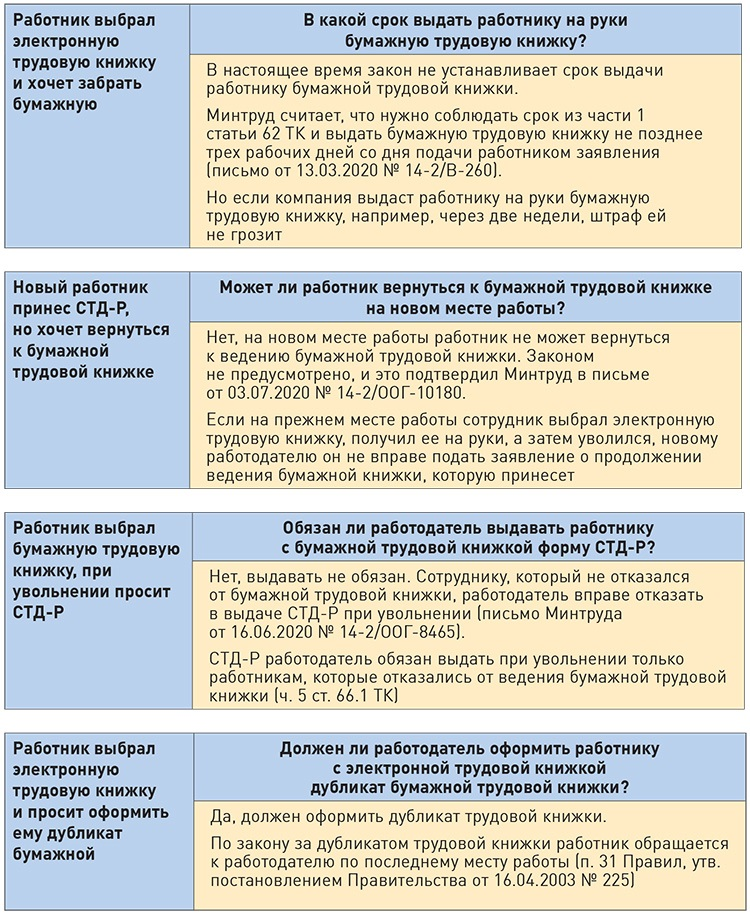 Работник выбрал
электронную
трудовую книжку
и хочет забрать
бумажную
В какой срок выдать работнику на руки
бумажную трудовую книжку?
В настоящее время закон не устанавливает срок выдачи
работнику бумажной трудовой книжки.
Минтруд считает, что нужно соблюдать срок из части 1
статьи 62 ТК и выдать бумажную трудовую книжку не позднее
трех рабочих дней со дня подачи работником заявления
(письмо от 13.03.2020 № 14-2/В-260).
Но если компания выдаст работнику на руки бумажную
трудовую книжку, например, через две недели, штраф ей
не грозит
Новый работник
принес СТД-Р,
но хочет вернуться
к бумажной
трудовой книжке
Может ли работник вернуться к бумажной трудовой книжке
на новом месте работы?
Нет, на новом месте работы работник не может вернуться
к ведению бумажной трудовой книжки. Законом
не предусмотрено, и это подтвердил Минтруд в письме
от 03.07.2020 № 14-2/ООГ-10180.
Если на прежнем месте работы сотрудник выбрал электронную
трудовую книжку, получил ее на руки, а затем уволился, новому
работодателю он не вправе подать заявление о продолжении
ведения бумажной книжки, которую принесет
Работник выбрал
бумажную трудовую
книжку, при
увольнении просит
СТД-Р
Обязан ли работодатель выдавать работнику
с бумажной трудовой книжкой форму СТД-Р?
Нет, выдавать не обязан. Сотруднику, который не отказался
от бумажной трудовой книжки, работодатель вправе отказать
в выдаче СТД-Р при увольнении (письмо Минтруда
от 16.06.2020 № 14-2/ООГ-8465).
СТД-Р работодатель обязан выдать при увольнении только
работникам, которые отказались от ведения бумажной трудовой
книжки (ч. 5 ст. 66.1 ТК)
Работник выбрал
электронную
трудовую книжку
и просит оформить
ему дубликат
бумажной
Должен ли работодатель оформить работнику
с электронной трудовой книжкой
дубликат бумажной трудовой книжки?
Да, должен оформить дубликат трудовой книжки.
По закону за дубликатом трудовой книжки работник обращается
к работодателю по последнему месту работы (п. 31 Правил, утв.
постановлением Правительства от 16.04.2003 № 225)